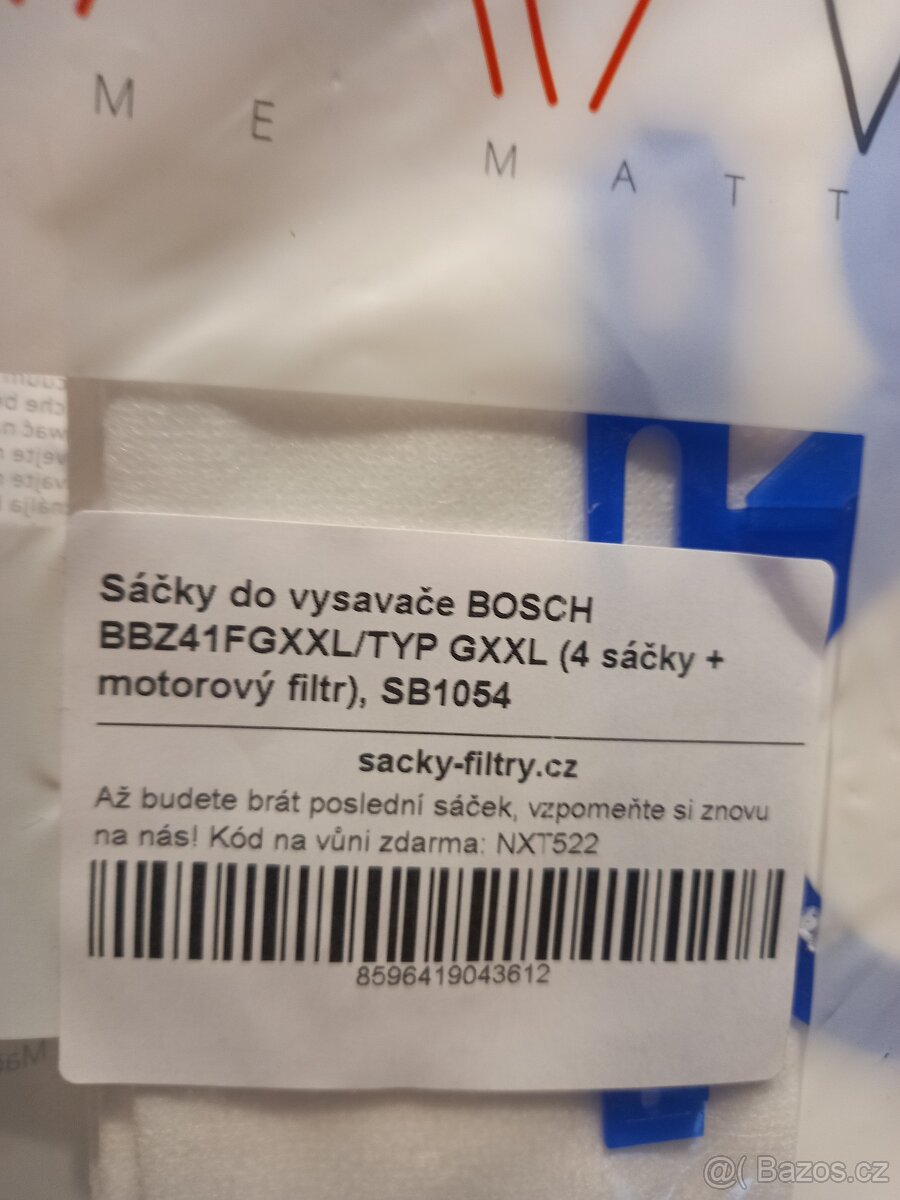 M E
M A T T
Sáčky do vysavače BOSCH
BBZ41FGXXL/TYP GXXL (4 sáčky +
motorový filtr), SB1054
sacky-filtry.cz
Až budete brát poslední sáček, vzpomeňte si znovu
na nás! Kód na vůni zdarma: NXT522
8596419043612
@( Bazos.cz